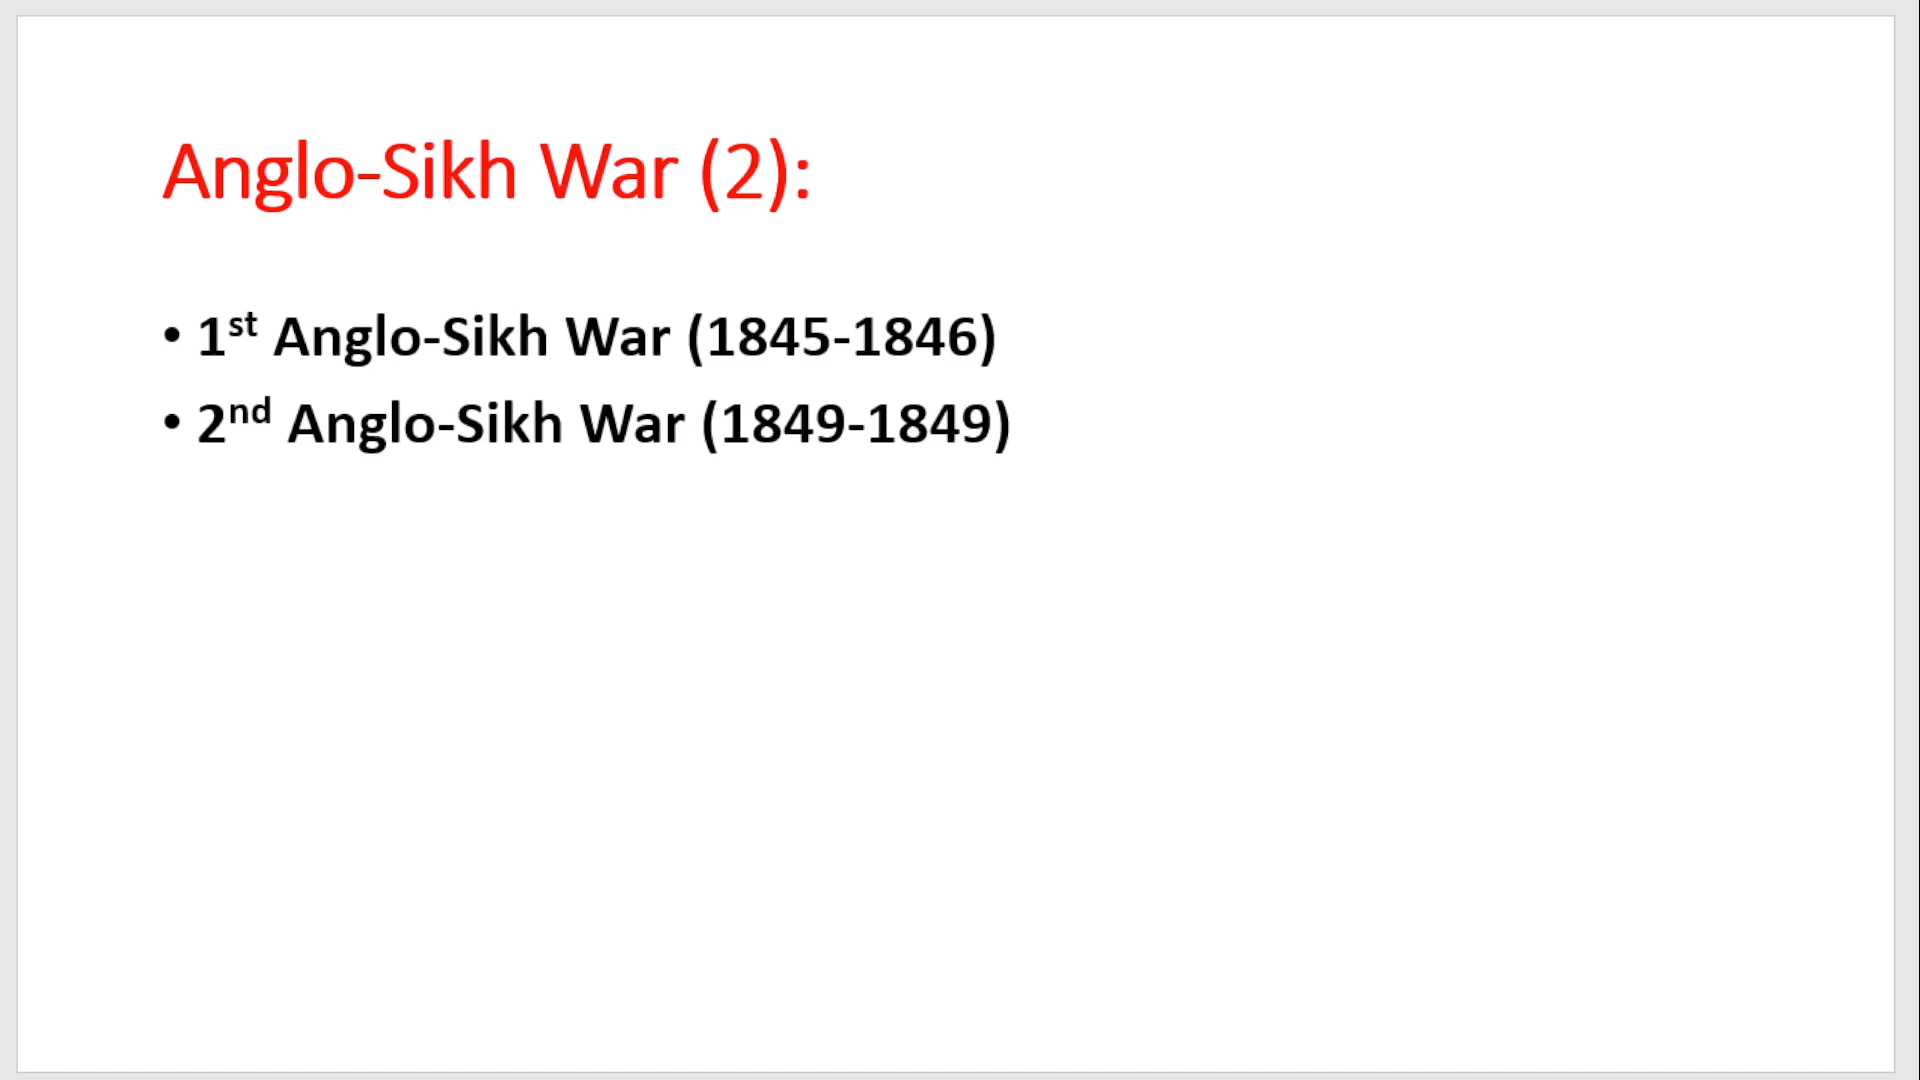 Anglo-Sikh War (2):
• 1st Anglo-Sikh War (1845-1846)
• 2nd Anglo-Sikh War (1849-1849)